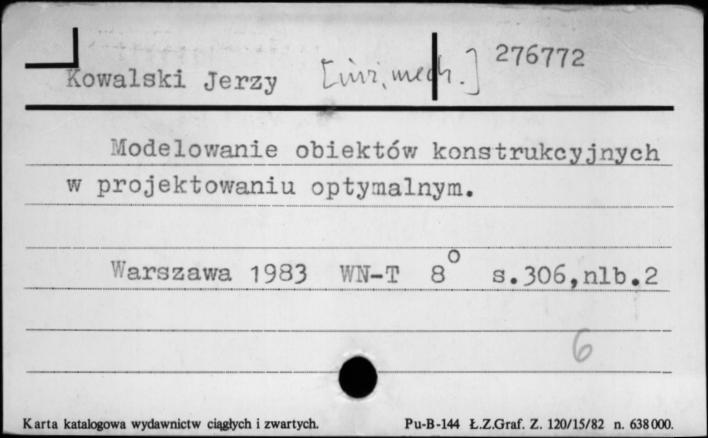 Kowalski Jerzy [inż. mech.] 276772
Modelowanie obiektów konstrukcyjnych
w projektowaniu optymalnym.
Warszawa 1983 WN-T 8° s.306,nlb.2
6
Karta katalogowa wydawnictw ciągłych i zwartych. Pu-B-144 Ł.Z.Graf. Z. 120/15/82 n. 638000.